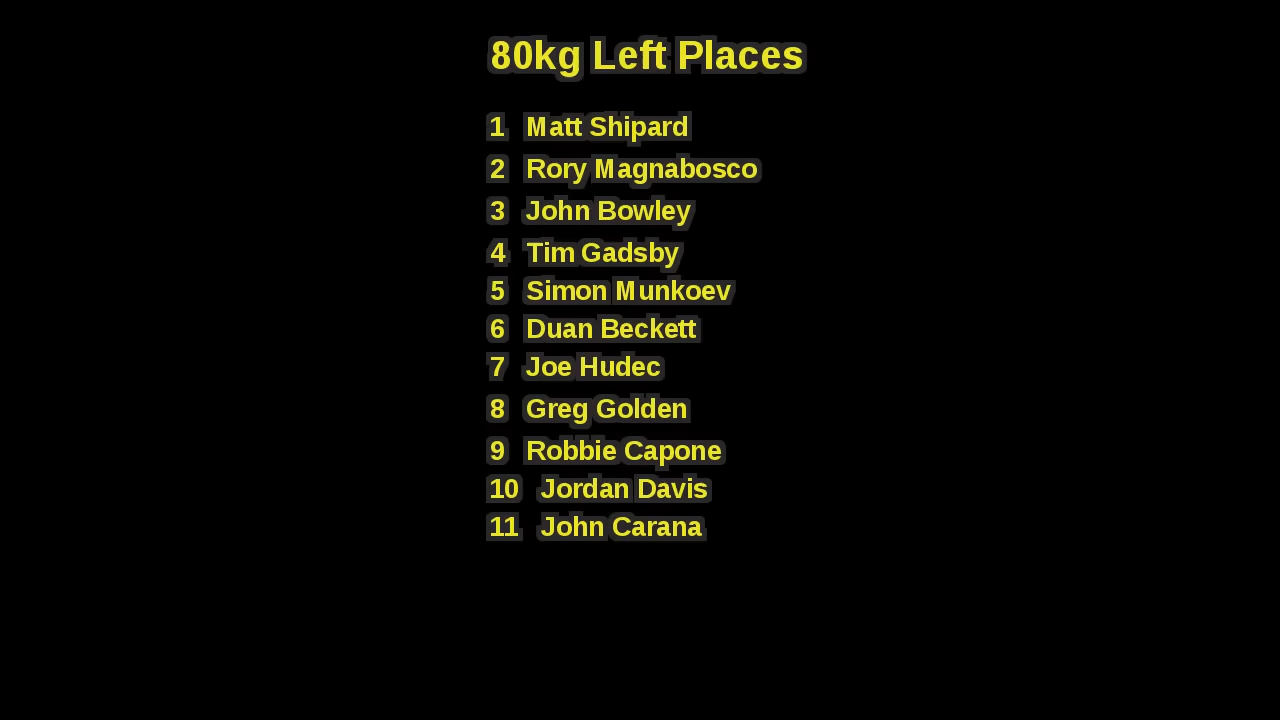 80kg Left Places
1 Matt Shipard
2 Rory Magnabosco
3 John Bowley
4 Tim Gadsby
5 Simon Munkoev
6 Duan Beckett
7 Joe Hudec
8 Greg Golden
9 Robbie Capone
10 Jordan Davis
11 John Carana